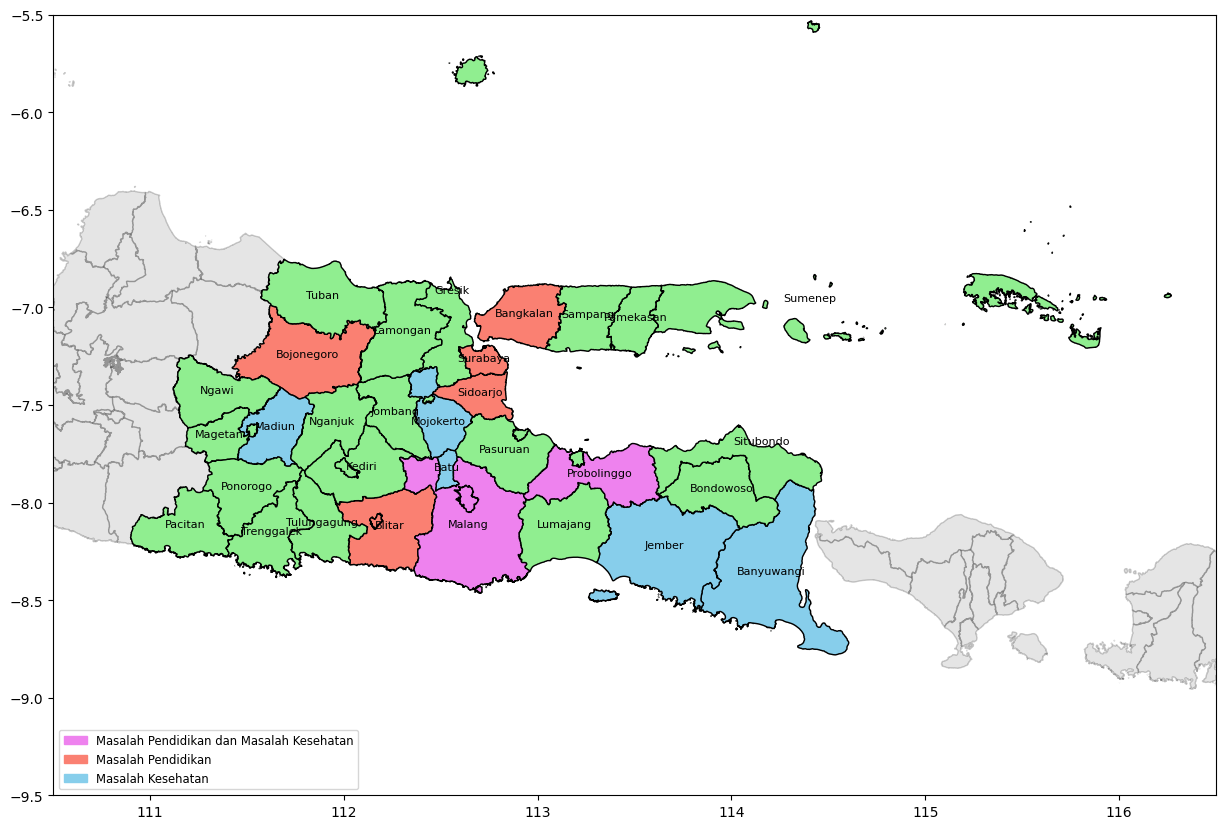 −5.5
−6.0
−6.5
−7.0
−7.5
−8.0
−8.5
−9.0
−9.5
Sumenep
Gresik
Tuban
Bangkalan
Sampang
Pamekasan
Lamongan
Bojonegoro
Surabaya
Ngawi
Sidoarjo
Jombang
Nganjuk
Mojokerto
Madiun
Magetan
Situbondo
Pasuruan
Kediri
Batu
Probolinggo
Ponorogo
Bondowoso
Pacitan
Tulungagung
Trenggalek
Blitar
Malang
Lumajang
Jember
Banyuwangi
Masalah Pendidikan dan Masalah Kesehatan
Masalah Pendidikan
Masalah Kesehatan
111
112
113
114
115
116